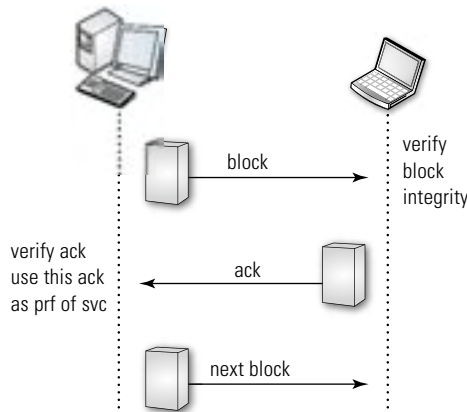 block
verify
block
integrity
verify ack
use this ack
as prf of svc
ack
next block